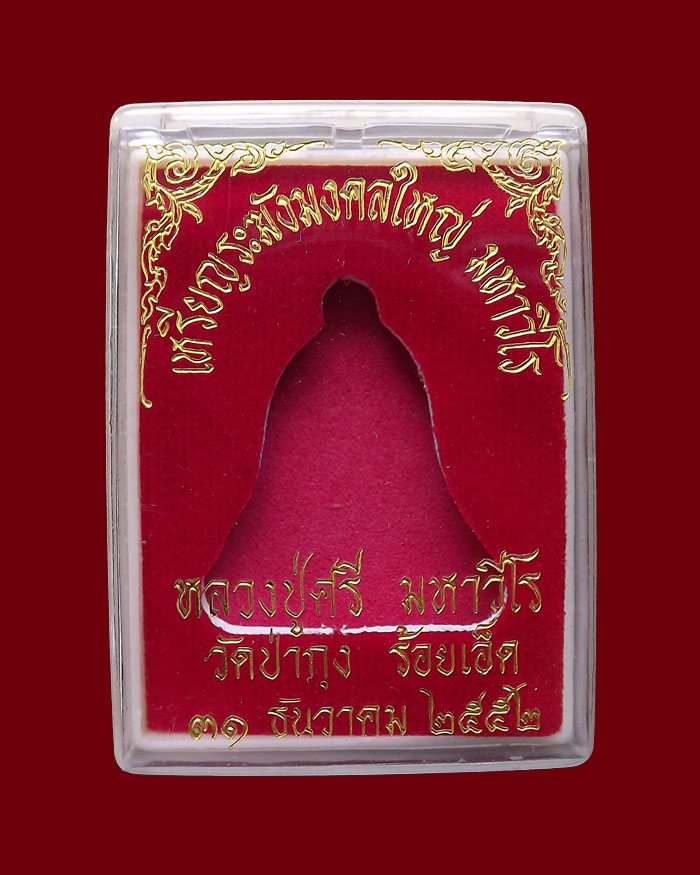 เหรียญระฆังมงคลใหญ่ มหาวีโร
หลวงปู่ศรี มหาวีโร
วัดป่ากุง ร้อยเอ็ด
๓๑ ธันวาคม ๒๕๕๒